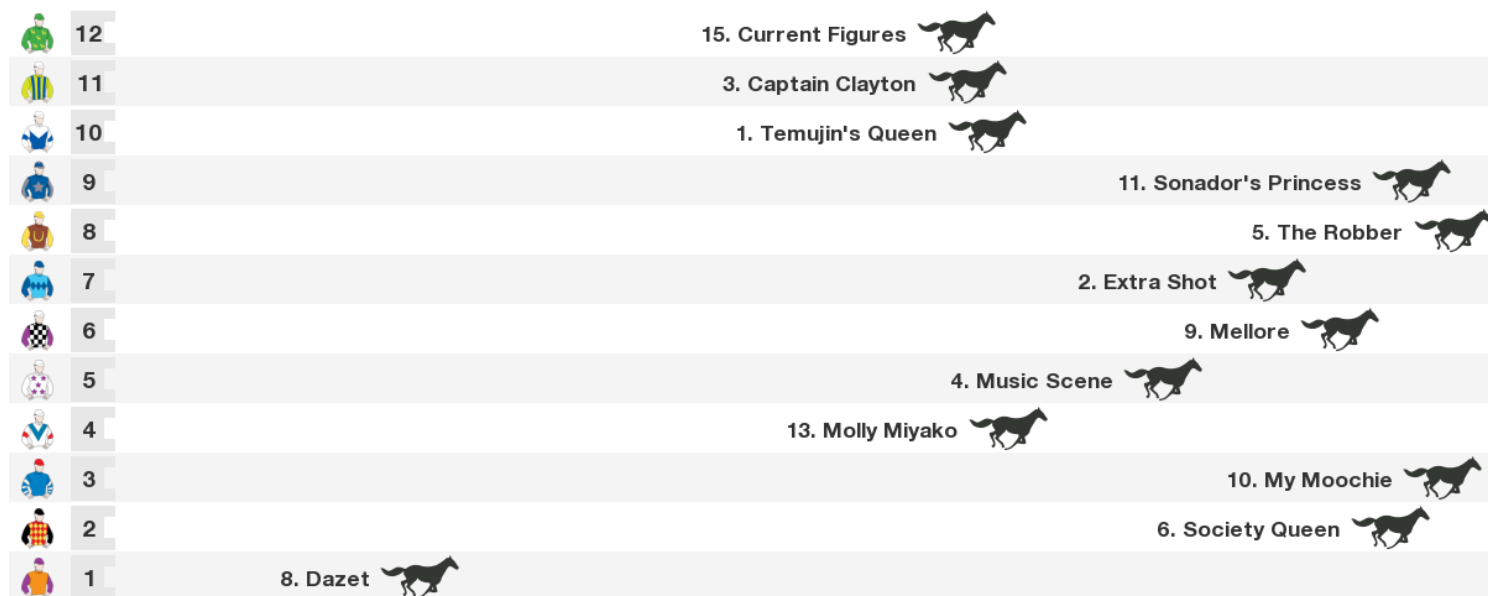 12 15. Current Figures
11 3. Captain Clayton
10 1. Temujin's Queen
9 11. Sonador's Princess
8 5. The Robber
7 2. Extra Shot
6 9. Mellore
5 4. Music Scene
4 13. Molly Miyako
3 10. My Moochie
2 6. Society Queen
1 8. Dazet